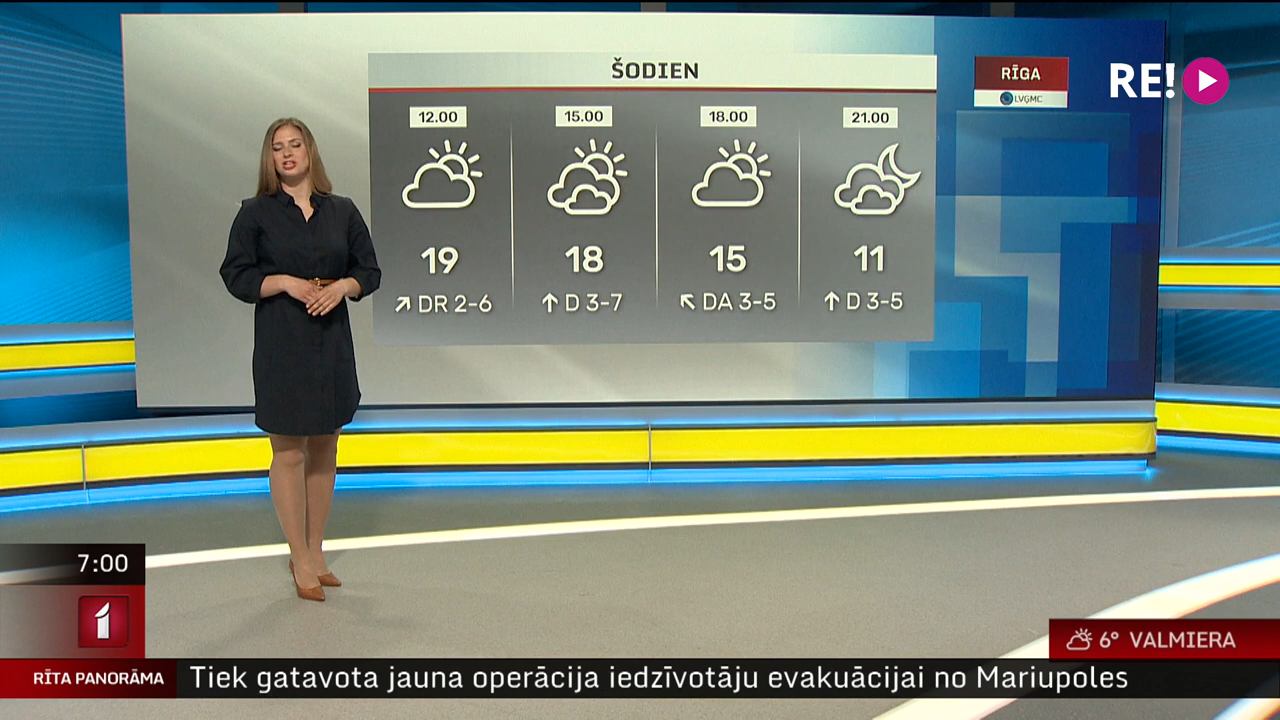 ŠODIEN
RĪGA
LVĢMC
RE!
12.00
15.00
18.00
21.00
19
18
15
11
DR 2-6
D 3-7
DA 3-5
D 3-5
7:00
1
6° VALMIERA
RĪTA PANORĀMA
Tiek gatavota jauna operācija iedzīvotāju evakuācijai no Mariupoles